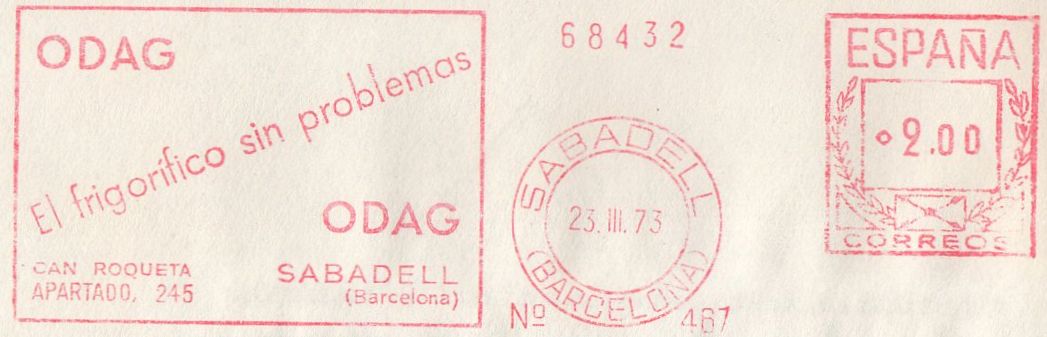 ODAG
El frigorífico sin problemas
ODAG
CAN ROQUETA
APARTADO, 245
SABADELL
(Barcelona)
68432
SABADELL
23.III.73
(BARCELONA)
Nº 467
ESPAÑA
2.00
CORREOS